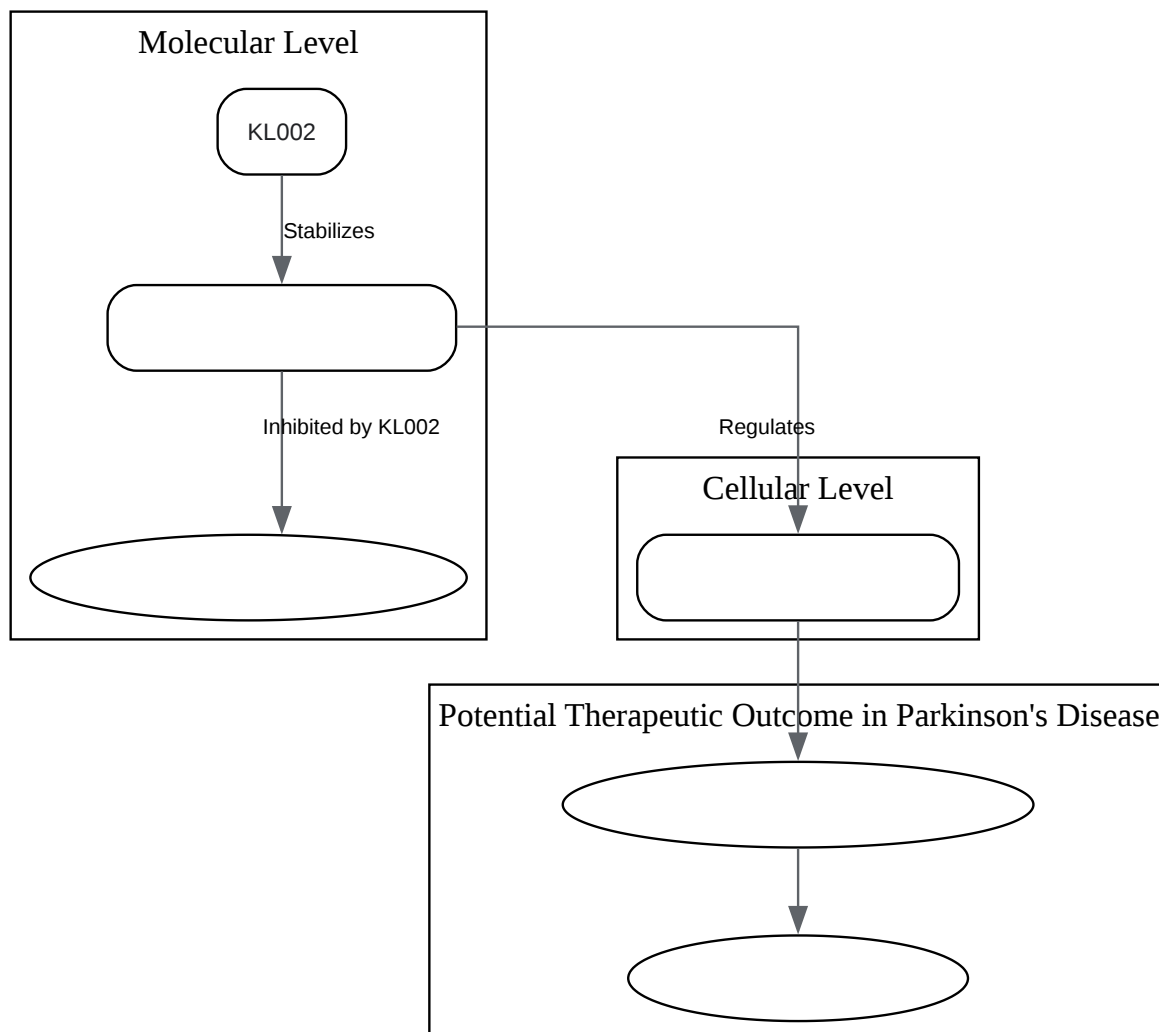 Molecular Level
KL002
Stabilizes
Inhibited by KL002
Regulates
Cellular Level
Potential Therapeutic Outcome in Parkinson's Disease